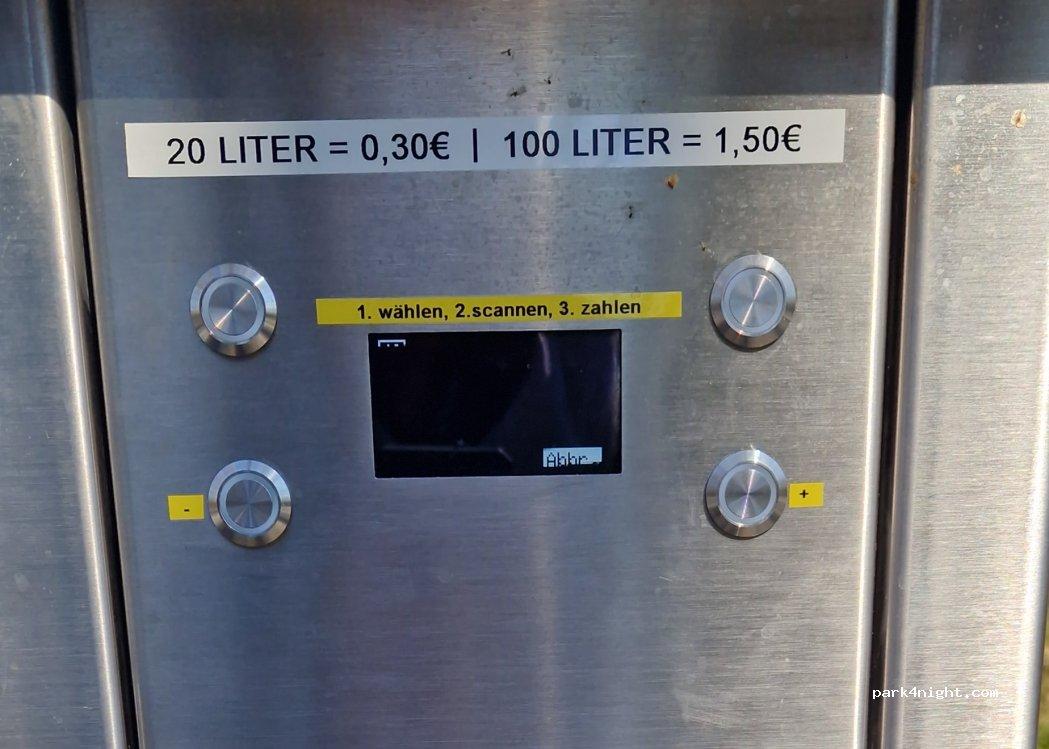 20 LITER = 0,30€ | 100 LITER = 1,50€
1. wählen, 2.scannen, 3. zahlen
Abbr.
-
+
park4night.com